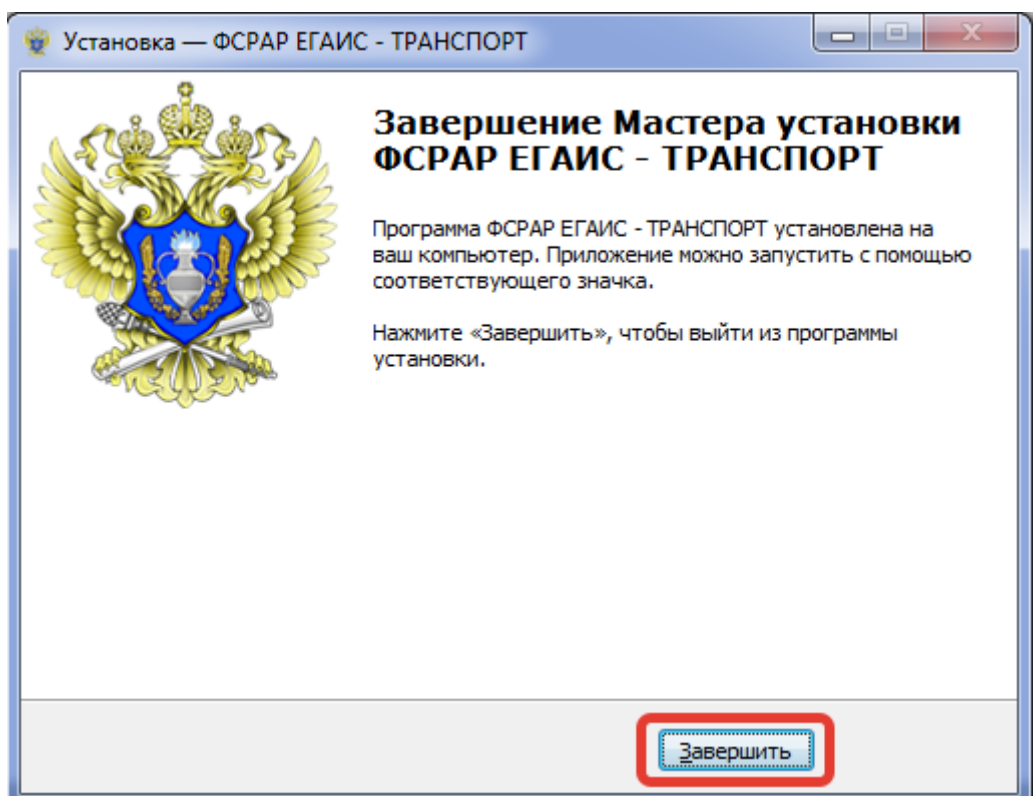 Установка — ФСРАР ЕГАИС - ТРАНСПОРТ
Завершение Мастера установки
ФСРАР ЕГАИС - ТРАНСПОРТ
Программа ФСРАР ЕГАИС - ТРАНСПОРТ установлена на
ваш компьютер. Приложение можно запустить с помощью
соответствующего значка.
Нажмите «Завершить», чтобы выйти из программы
установки.
Завершить